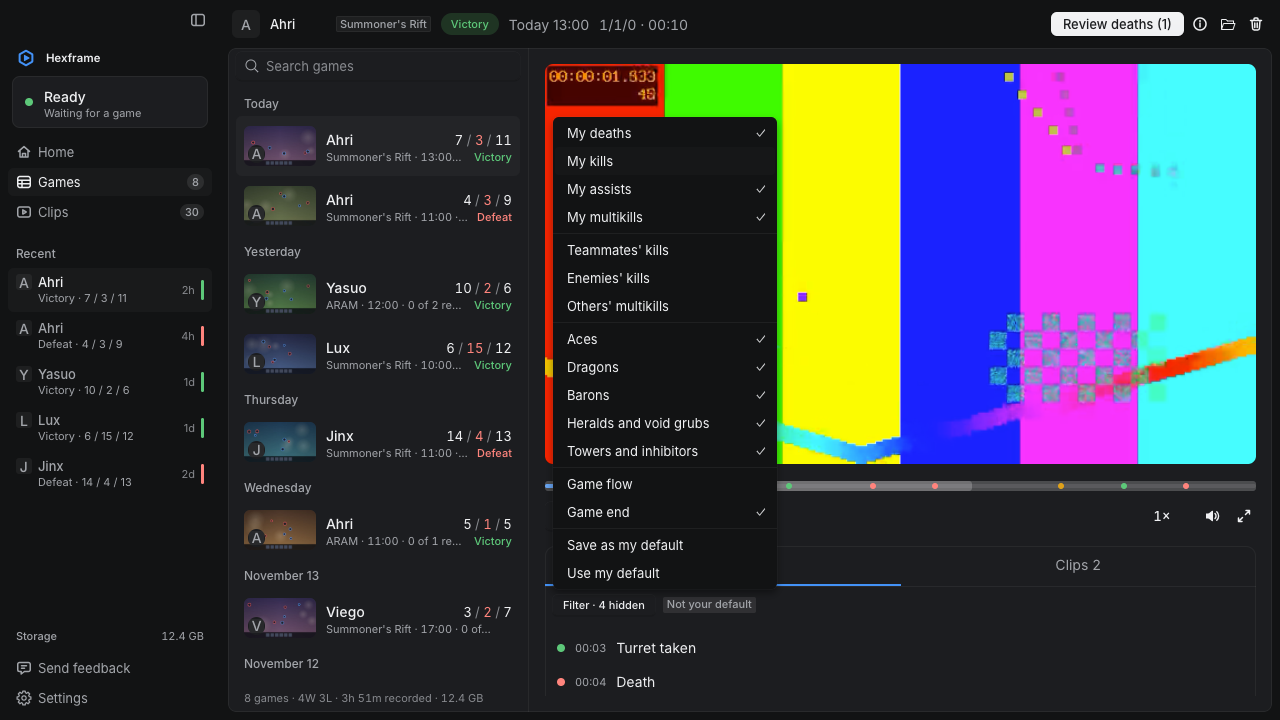 Hexframe
Ready
Waiting for a game
Home
Games 8
Clips 30
Recent
A Ahri
Victory · 7 / 3 / 11 2h
A Ahri
Defeat · 4 / 3 / 9 4h
Y Yasuo
Victory · 10 / 2 / 6 1d
L Lux
Victory · 6 / 15 / 12 1d
J Jinx
Defeat · 14 / 4 / 13 2d
Storage 12.4 GB
Send feedback
Settings
A Ahri Summoner's Rift Victory Today 13:00 1/1/0 · 00:10 Review deaths (1)
Search games
Today
A Ahri 7 / 3 / 11
Summoner's Rift · 13:00... Victory
A Ahri 4 / 3 / 9
Summoner's Rift · 11:00 ·... Defeat
Yesterday
Y Yasuo 10 / 2 / 6
ARAM · 12:00 · 0 of 2 re... Victory
L Lux 6 / 15 / 12
Summoner's Rift · 10:00... Victory
Thursday
J Jinx 14 / 4 / 13
Summoner's Rift · 11:00 ·... Defeat
Wednesday
A Ahri 5 / 1 / 5
ARAM · 11:00 · 0 of 1 re... Victory
November 13
V Viego 3 / 2 / 7
Summoner's Rift · 17:00 · 0 of...
November 12
8 games · 4W 3L · 3h 51m recorded · 12.4 GB
My deaths
My kills
My assists
My multikills
Teammates' kills
Enemies' kills
Others' multikills
Aces
Dragons
Barons
Heralds and void grubs
Towers and inhibitors
Game flow
Game end
Save as my default
Use my default
1×
Clips 2
Filter · 4 hidden Not your default
00:03 Turret taken
00:04 Death